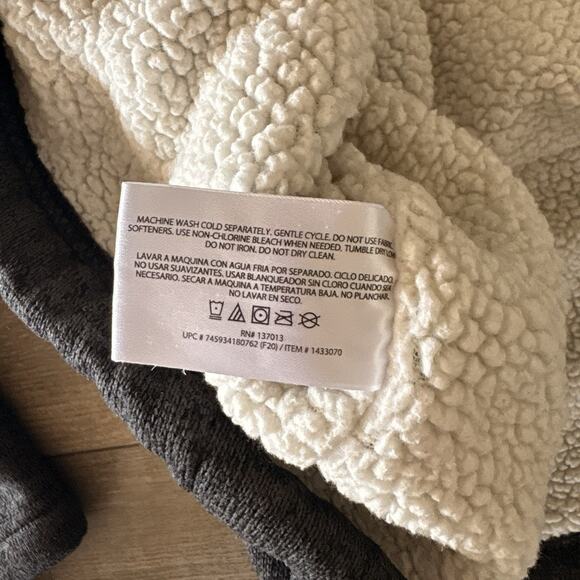 MACHINE WASH COLD SEPARATELY. GENTLE CYCLE. DO NOT USE FABRIC
SOFTENERS. USE NON-CHLORINE BLEACH WHEN NEEDED. TUMBLE DRY LOW.
DO NOT IRON. DO NOT DRY CLEAN.
LAVAR A MAQUINA CON AGUA FRIA POR SEPARADO. CICLO DELICADO.
NO USAR SUAVIZANTES. USAR BLANQUEADOR SIN CLORO CUANDO SEA
NECESARIO. SECAR A MAQUINA A TEMPERATURA BAJA. NO PLANCHAR.
NO LAVAR EN SECO.
RN# 137013
UPC # 745934180762 (F20) / ITEM # 1433070